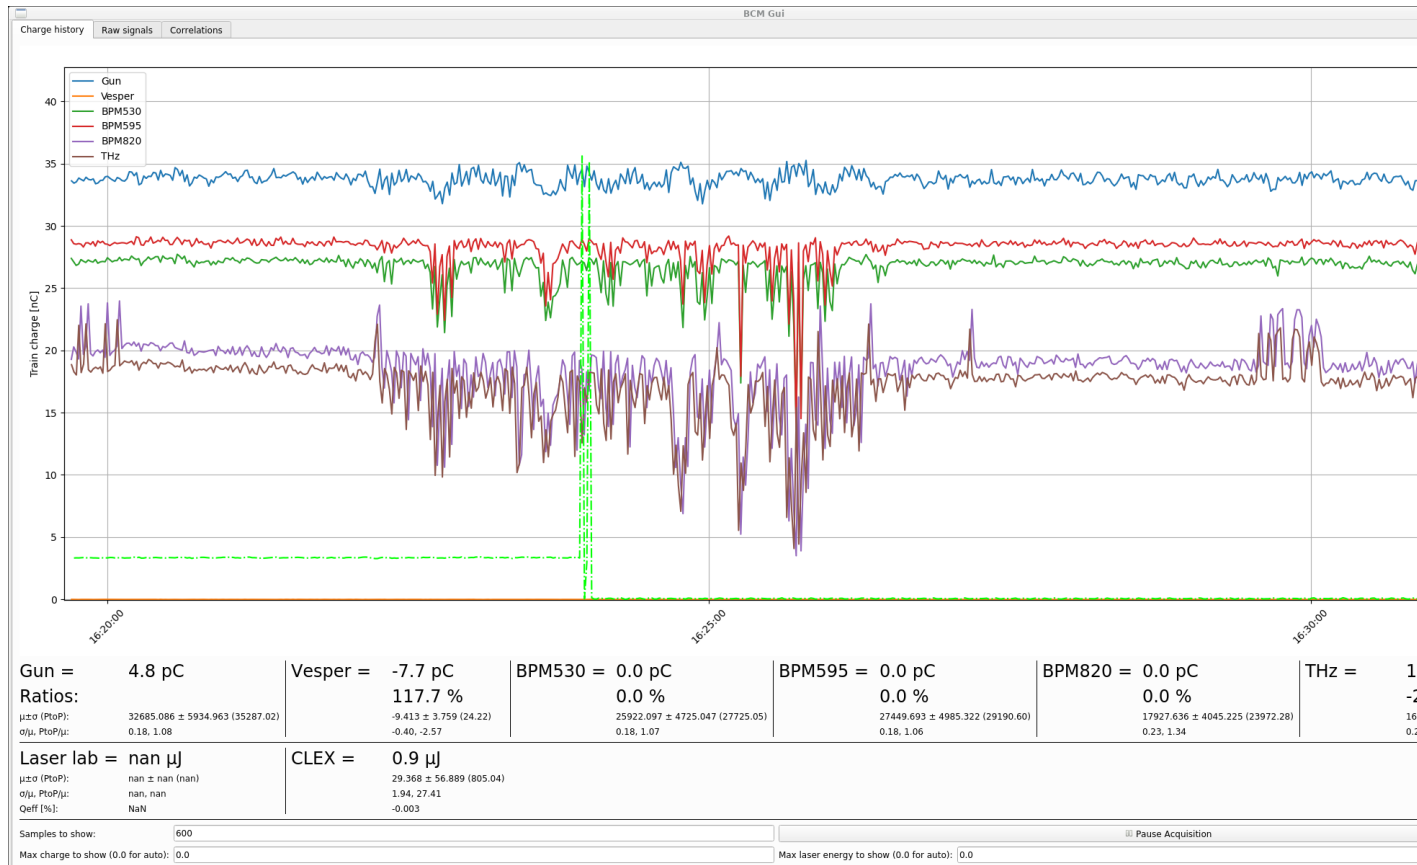 BCM Gui
Charge history Raw signals Correlations
Gun
Vesper
BPM530
BPM595
BPM820
THz
Train charge [nC]
40
35
30
25
20
15
10
5
0
16:20:00 16:25:00 16:30:00
Gun = 4.8 pC Vesper = -7.7 pC BPM530 = 0.0 pC BPM595 = 0.0 pC BPM820 = 0.0 pC THz = 1
Ratios: 117.7 % 0.0 % 0.0 % 0.0 % -2
μ±σ (PtoP): 32685.086 ± 5934.963 (35287.02) -9.413 ± 3.759 (24.22) 25922.097 ± 4725.047 (27725.05) 27449.693 ± 4985.322 (29190.60) 17927.636 ± 4045.225 (23972.28) 16
σ/μ, PtoP/μ: 0.18, 1.08 -0.40, -2.57 0.18, 1.07 0.18, 1.06 0.23, 1.34 0.2
Laser lab = nan μJ CLEX = 0.9 μJ
μ±σ (PtoP): nan ± nan (nan) 29.368 ± 56.889 (805.04)
σ/μ, PtoP/μ: nan, nan 1.94, 27.41
Qeff [%]: NaN -0.003
Samples to show: 600 Pause Acquisition
Max charge to show (0.0 for auto): 0.0 Max laser energy to show (0.0 for auto): 0.0